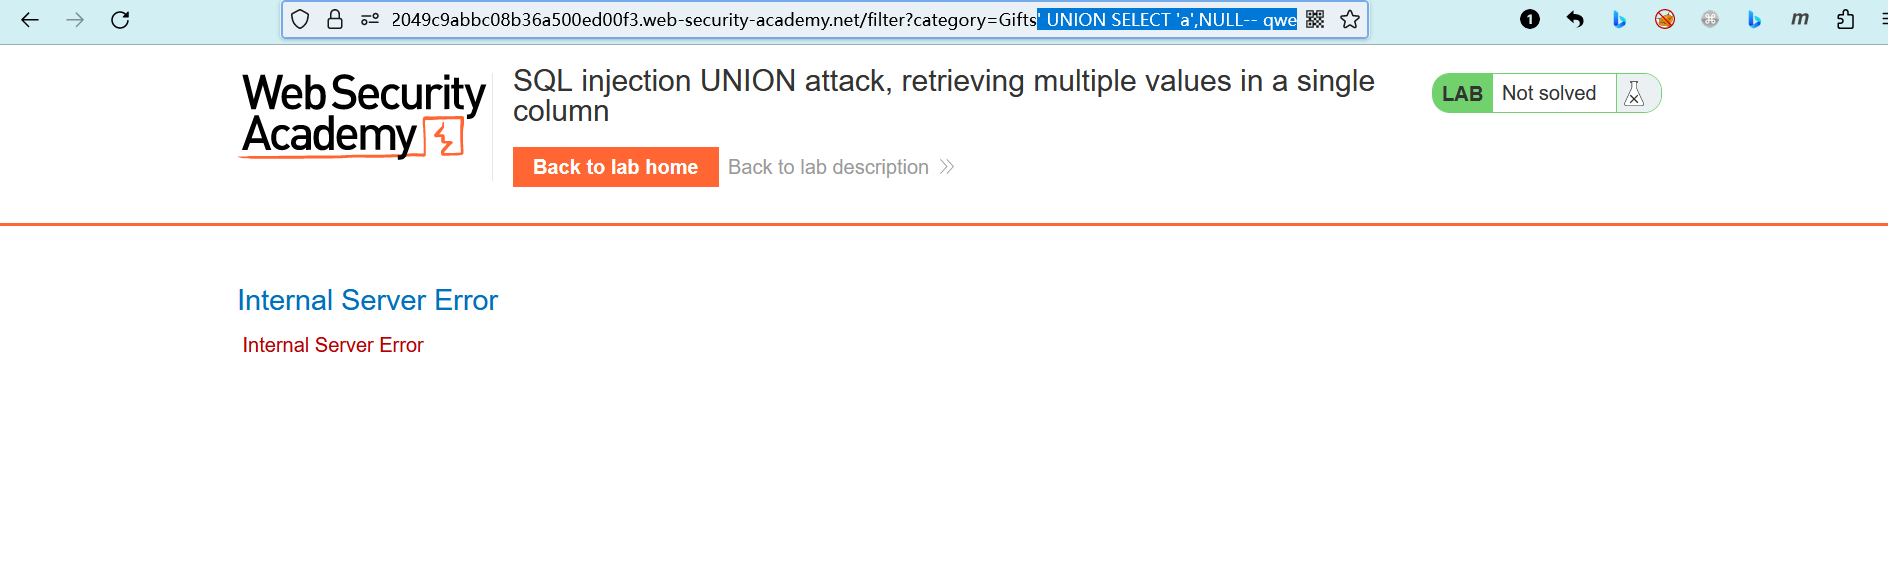 2049c9abbc08b36a500ed00f3.web-security-academy.net/filter?category=Gifts' UNION SELECT 'a',NULL-- qwe
1
m
Web Security
Academy
SQL injection UNION attack, retrieving multiple values in a single
column
LAB
Not solved
Back to lab home
Back to lab description
Internal Server Error
Internal Server Error